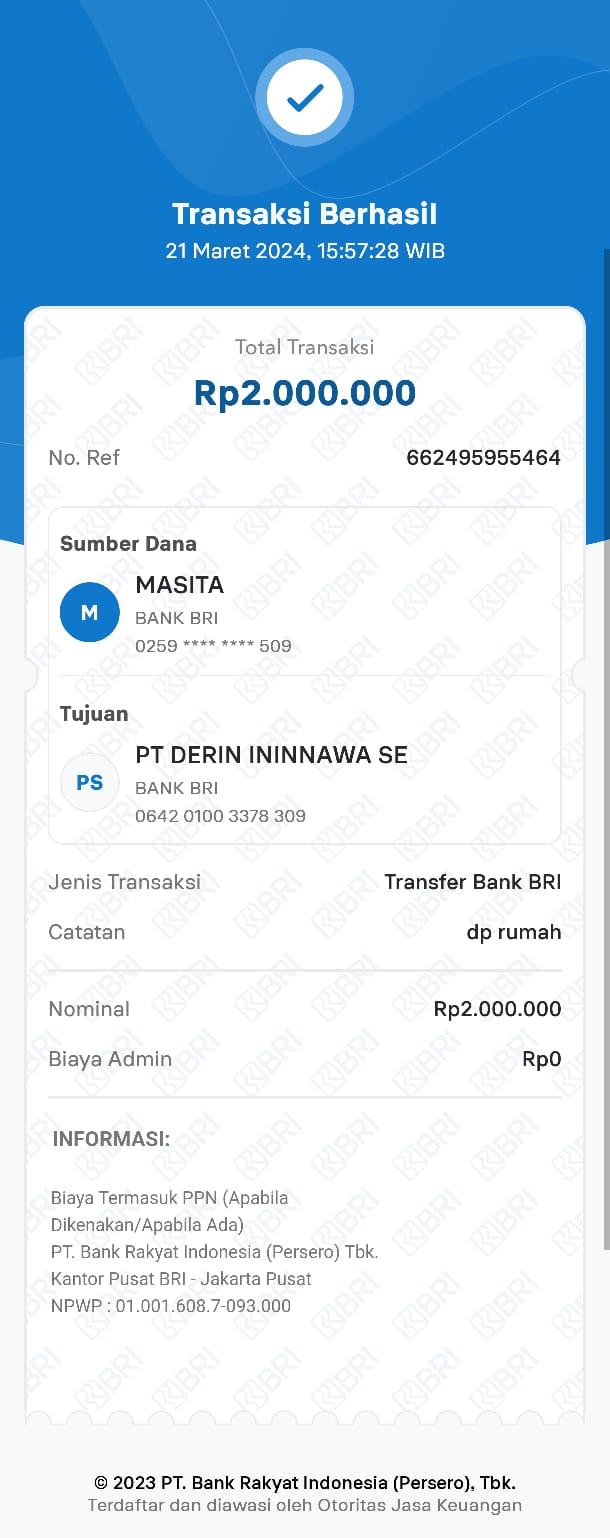 Transaksi Berhasil
21 Maret 2024, 15:57:28 WIB
Total Transaksi
Rp2.000.000
No. Ref 662495955464
Sumber Dana
M
MASITA
BANK BRI
0259 **** **** 509
Tujuan
PS
PT DERIN ININNAWA SE
BANK BRI
0642 0100 3378 309
Jenis Transaksi Transfer Bank BRI
Catatan dp rumah
Nominal Rp2.000.000
Biaya Admin Rp0
INFORMASI:
Biaya Termasuk PPN (Apabila
Dikenakan/Apabila Ada)
PT. Bank Rakyat Indonesia (Persero) Tbk.
Kantor Pusat BRI - Jakarta Pusat
NPWP : 01.001.608.7-093.000
© 2023 PT. Bank Rakyat Indonesia (Persero), Tbk.
Terdaftar dan diawasi oleh Otoritas Jasa Keuangan